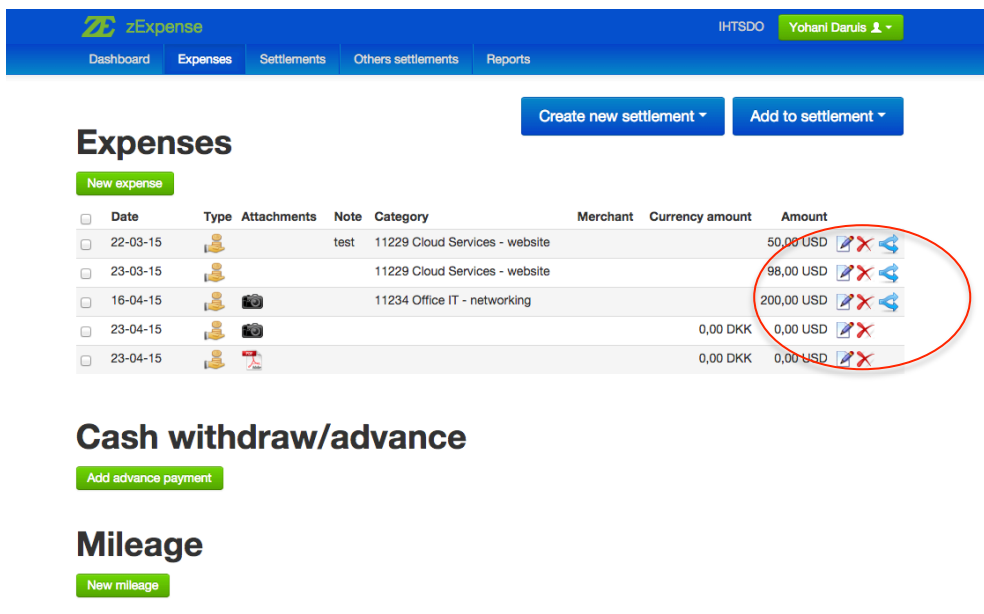 ZE zExpense IHTSDO Yohani Daruis
Dashboard Expenses Settlements Others settlements Reports
Create new settlement Add to settlement
Expenses
New expense
Date Type Attachments Note Category Merchant Currency amount Amount
22-03-15 test 11229 Cloud Services - website 50,00 USD
23-03-15 11229 Cloud Services - website 98,00 USD
16-04-15 11234 Office IT - networking 200,00 USD
23-04-15 0,00 DKK 0,00 USD
23-04-15 0,00 DKK 0,00 USD
Cash withdraw/advance
Add advance payment
Mileage
New mileage